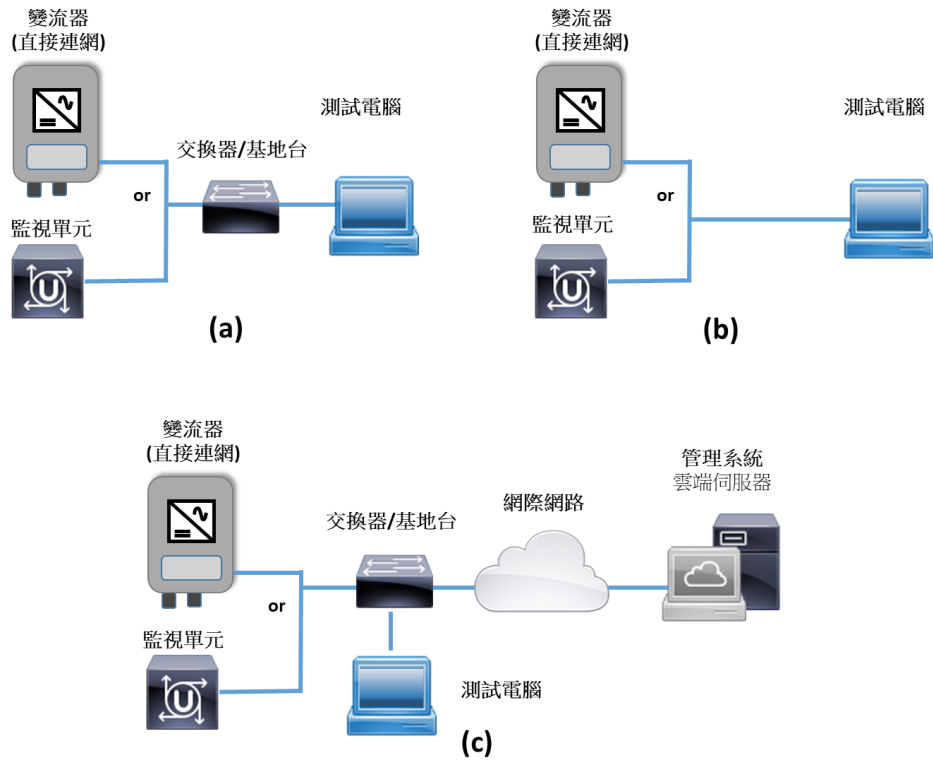 變流器
(直接連網)
測試電腦
交換器/基地台
or
監視單元
U
(a)
變流器
(直接連網)
測試電腦
or
監視單元
U
(b)
變流器
(直接連網)
管理系統
雲端伺服器
網際網路
交換器/基地台
or
監視單元
U
測試電腦
(c)